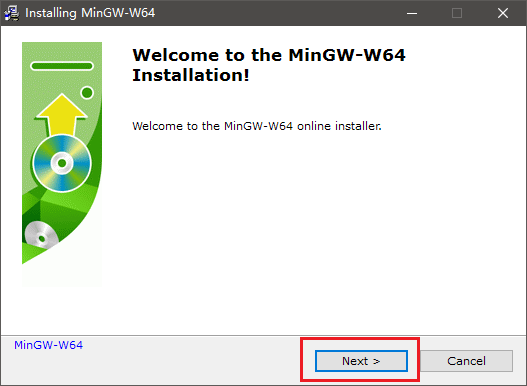 Installing MinGW-W64
Welcome to the MinGW-W64
Installation!
Welcome to the MinGW-W64 online installer.
MinGW-W64
Next >
Cancel